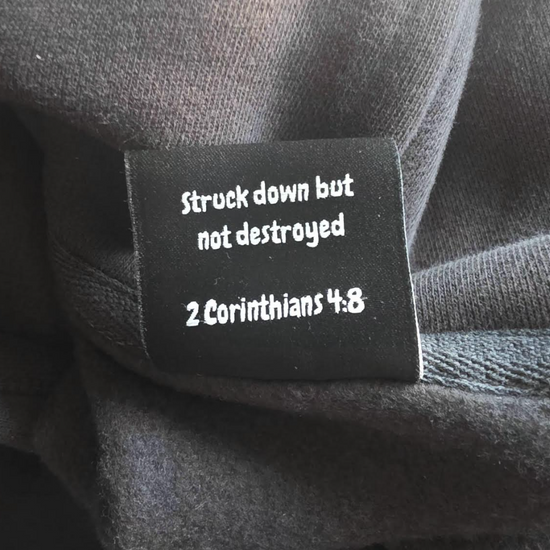 Struck down but
not destroyed
2 Corinthians 4:8